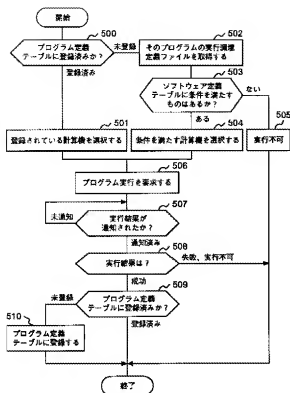 開始
500
プログラム定義
テーブルに登録済みか?
未登録
502
そのプログラムの実行環境
定義ファイルを取得する
503
登録済み
ソフトウェア定義
テーブルに条件を満たす
ものはあるか?
ない
ある
501
登録されている計算機を選択する
504
条件を満たす計算機を選択する
505
実行不可
506
プログラム実行を要求する
507
未通知
実行結果が
通知されたか?
通知済み
508
実行結果は?
失敗、実行不可
成功
509
未登録
プログラム定義
テーブルに登録済みか?
510
プログラム定義
テーブルに登録する
登録済み
終了